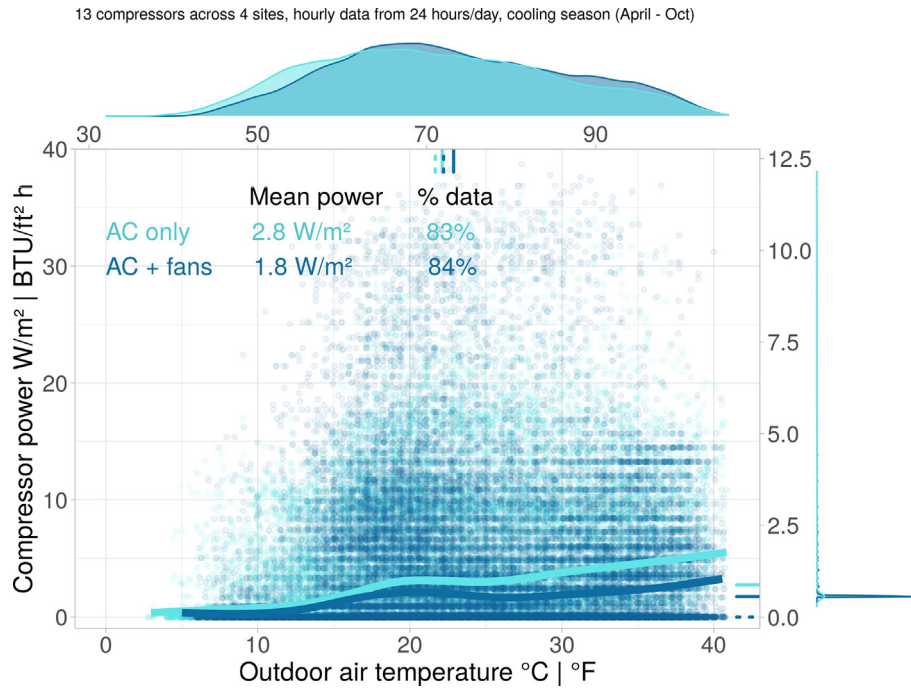 13 compressors across 4 sites, hourly data from 24 hours/day, cooling season (April - Oct)
30 50 70 90
40 12.5
Mean power % data
AC only 2.8 W/m² 83%
AC + fans 1.8 W/m² 84%
10.0
30
7.5
20
5.0
10
2.5
0 0.0
Compressor power W/m² | BTU/ft² h
0 10 20 30 40
Outdoor air temperature °C | °F